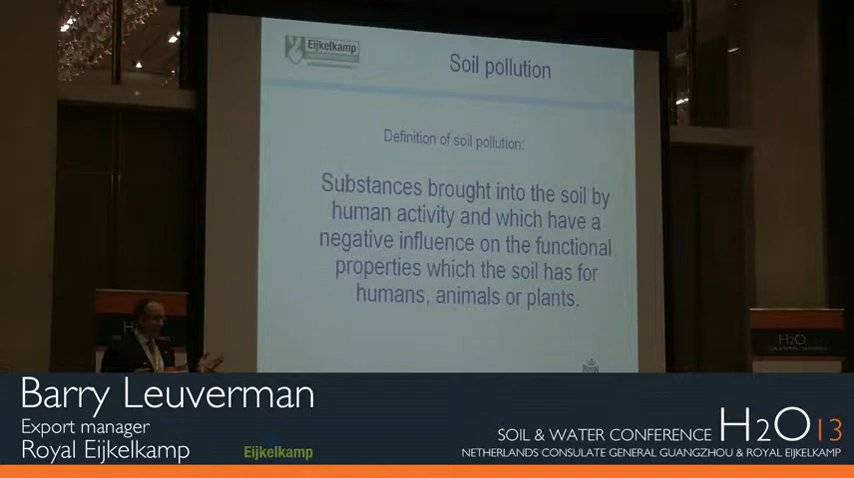 Eijkelkamp
Soil pollution
Definition of soil pollution:
Substances brought into the soil by
human activity and which have a
negative influence on the functional
properties which the soil has for
humans, animals or plants.
H2O
H2O
Barry Leuverman
Export manager
Royal Eijkelkamp
Eijkelkamp
SOIL & WATER CONFERENCE H2O13
NETHERLANDS CONSULATE GENERAL GUANGZHOU & ROYAL EIJKELKAMP